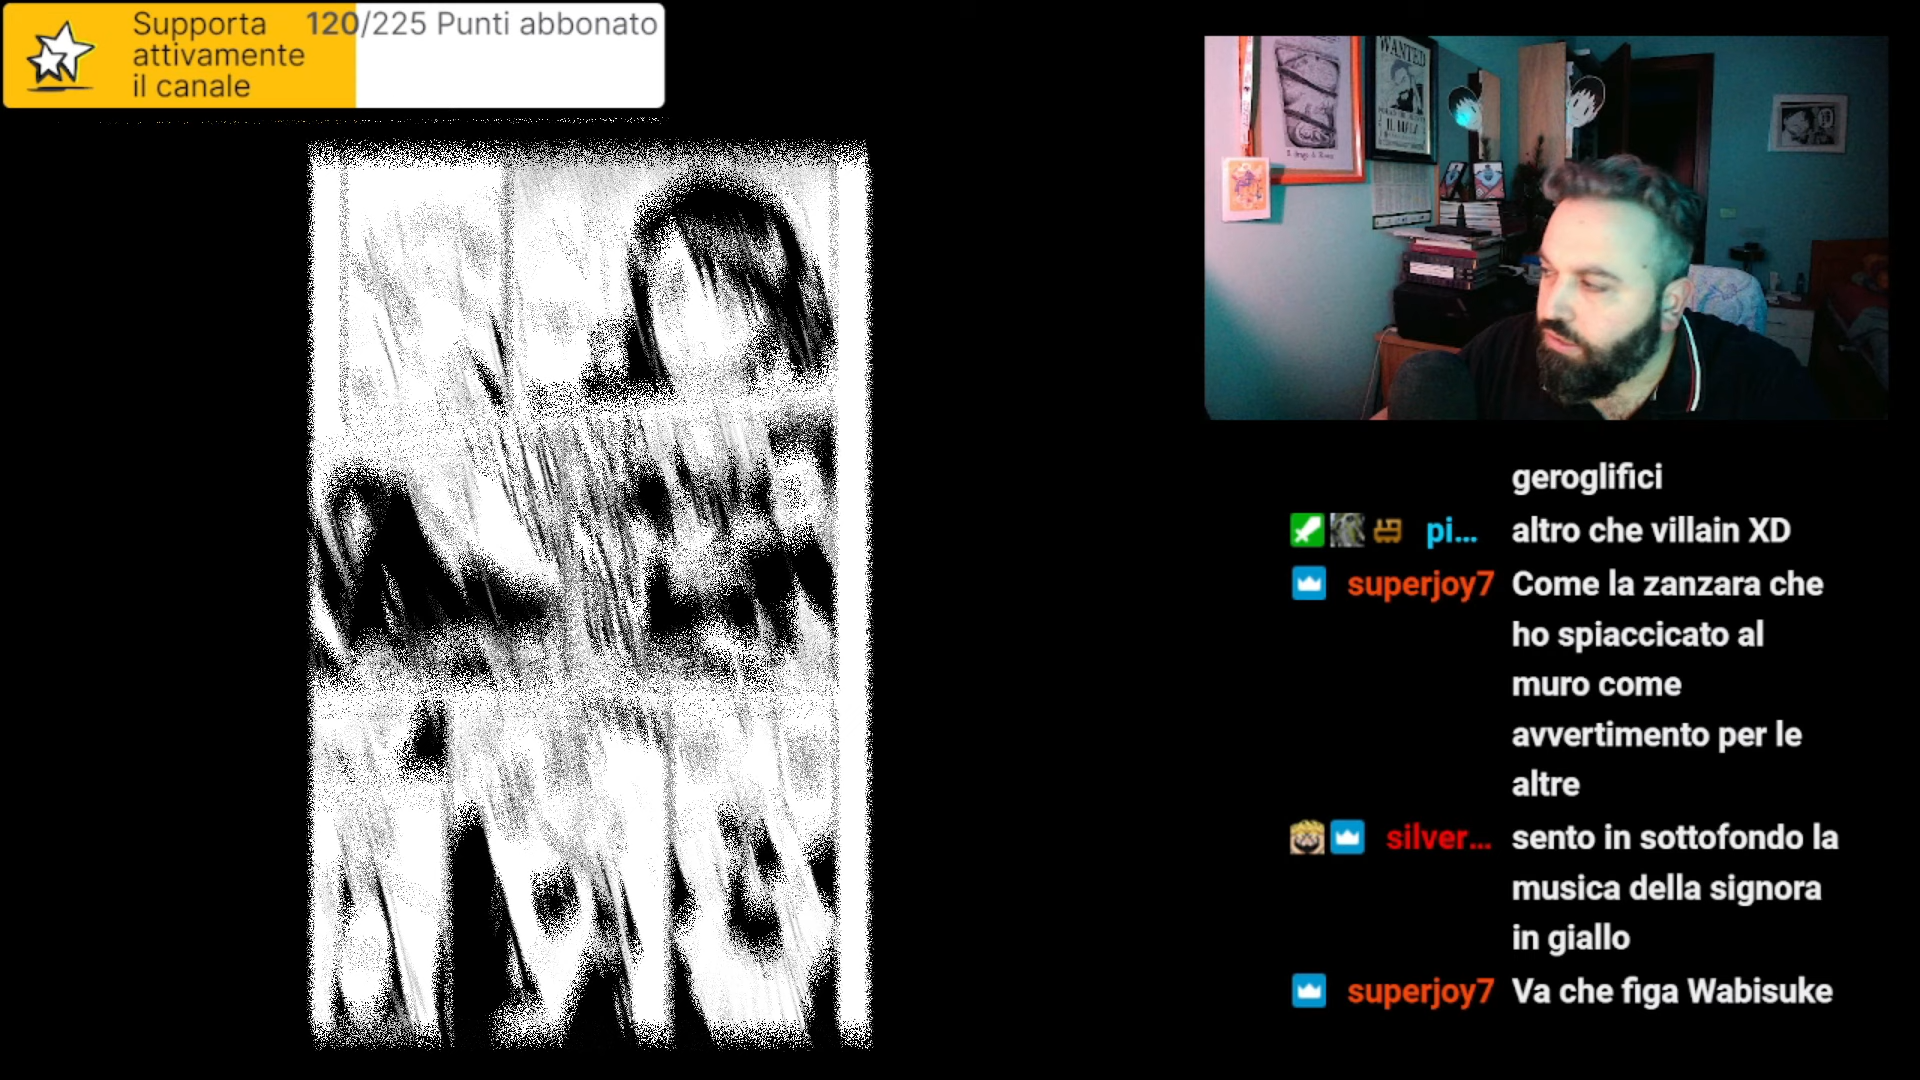 Supporta
attivamente
il canale
120/225 Punti abbonato
WANTED
geroglifici
pi... altro che villain XD
superjoy7 Come la zanzara che
ho spiaccicato al
muro come
avvertimento per le
altre
silver... sento in sottofondo la
musica della signora
in giallo
superjoy7 Va che figa Wabisuke